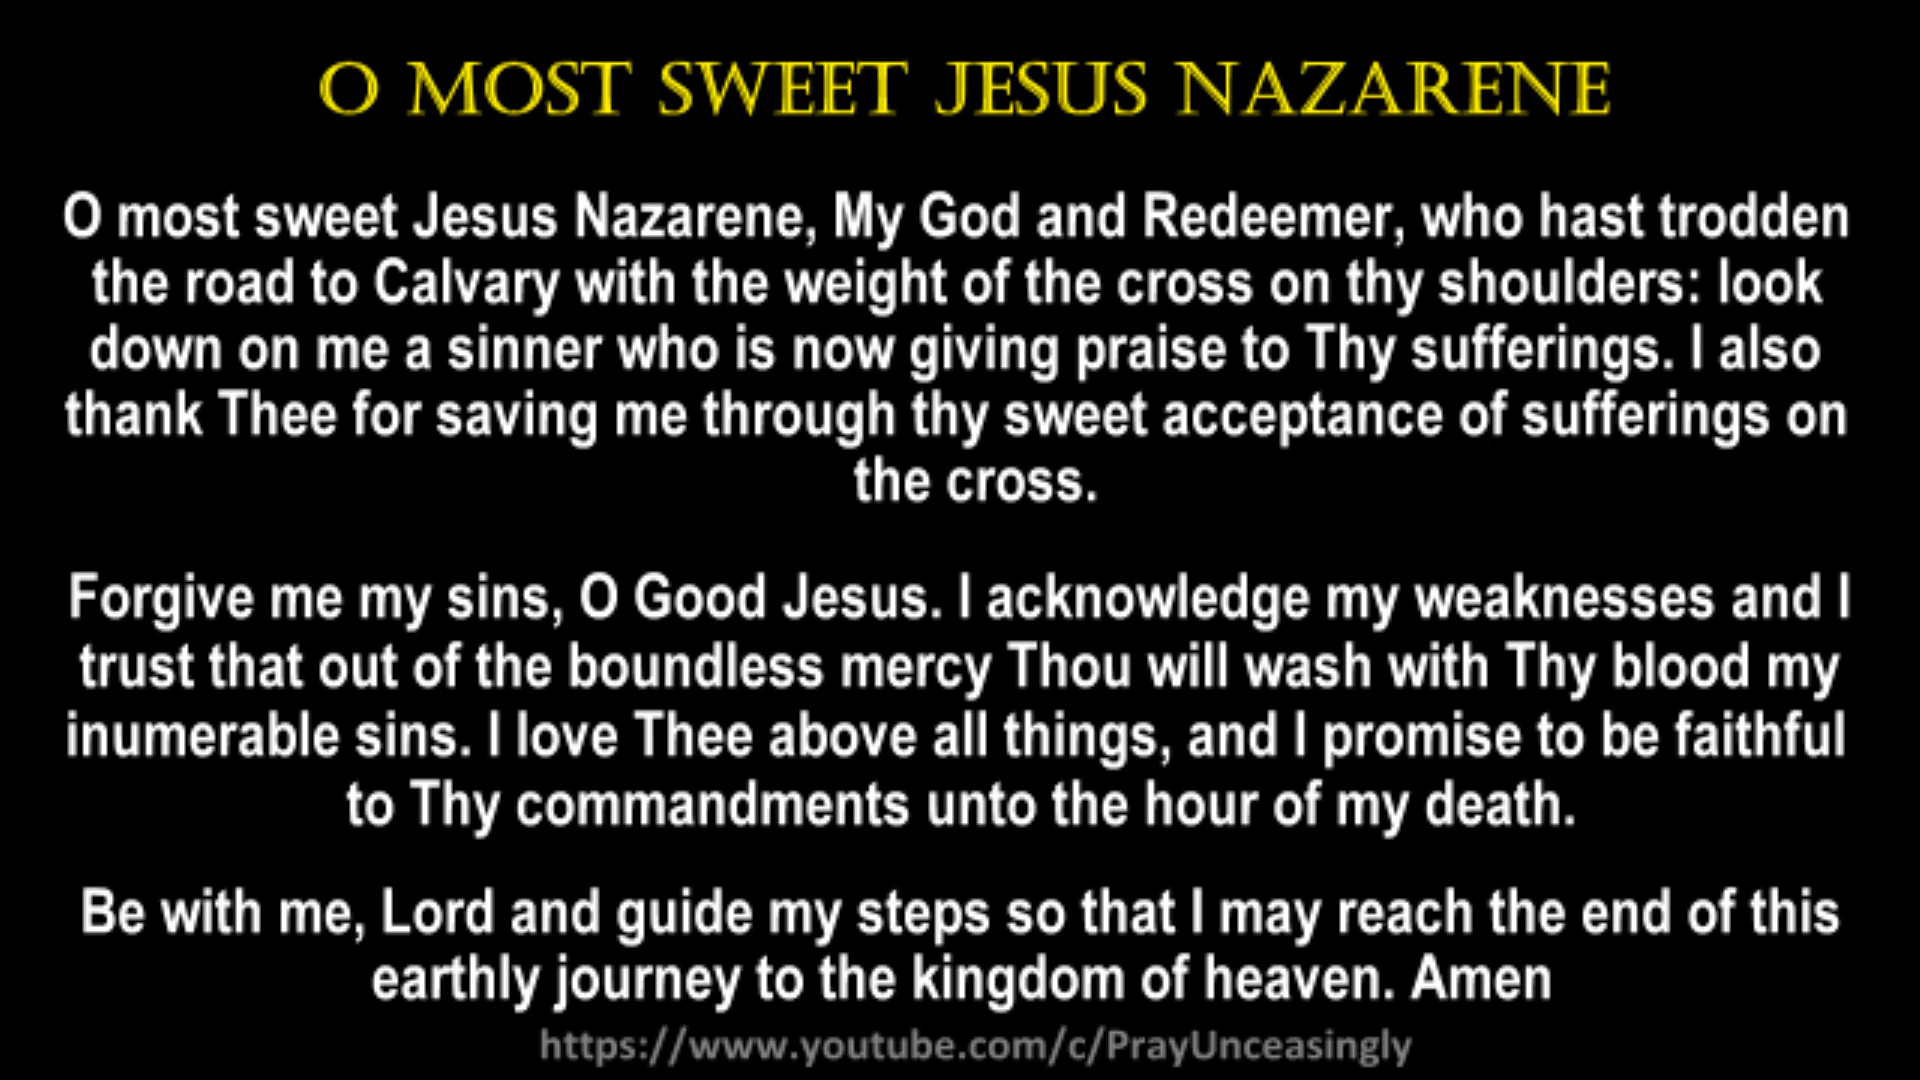 O MOST SWEET JESUS NAZARENE
O most sweet Jesus Nazarene, My God and Redeemer, who hast trodden
the road to Calvary with the weight of the cross on thy shoulders: look
down on me a sinner who is now giving praise to Thy sufferings. I also
thank Thee for saving me through thy sweet acceptance of sufferings on
the cross.
Forgive me my sins, O Good Jesus. I acknowledge my weaknesses and I
trust that out of the boundless mercy Thou will wash with Thy blood my
inumerable sins. I love Thee above all things, and I promise to be faithful
to Thy commandments unto the hour of my death.
Be with me, Lord and guide my steps so that I may reach the end of this
earthly journey to the kingdom of heaven. Amen
https://www.youtube.com/c/PrayUnceasingly